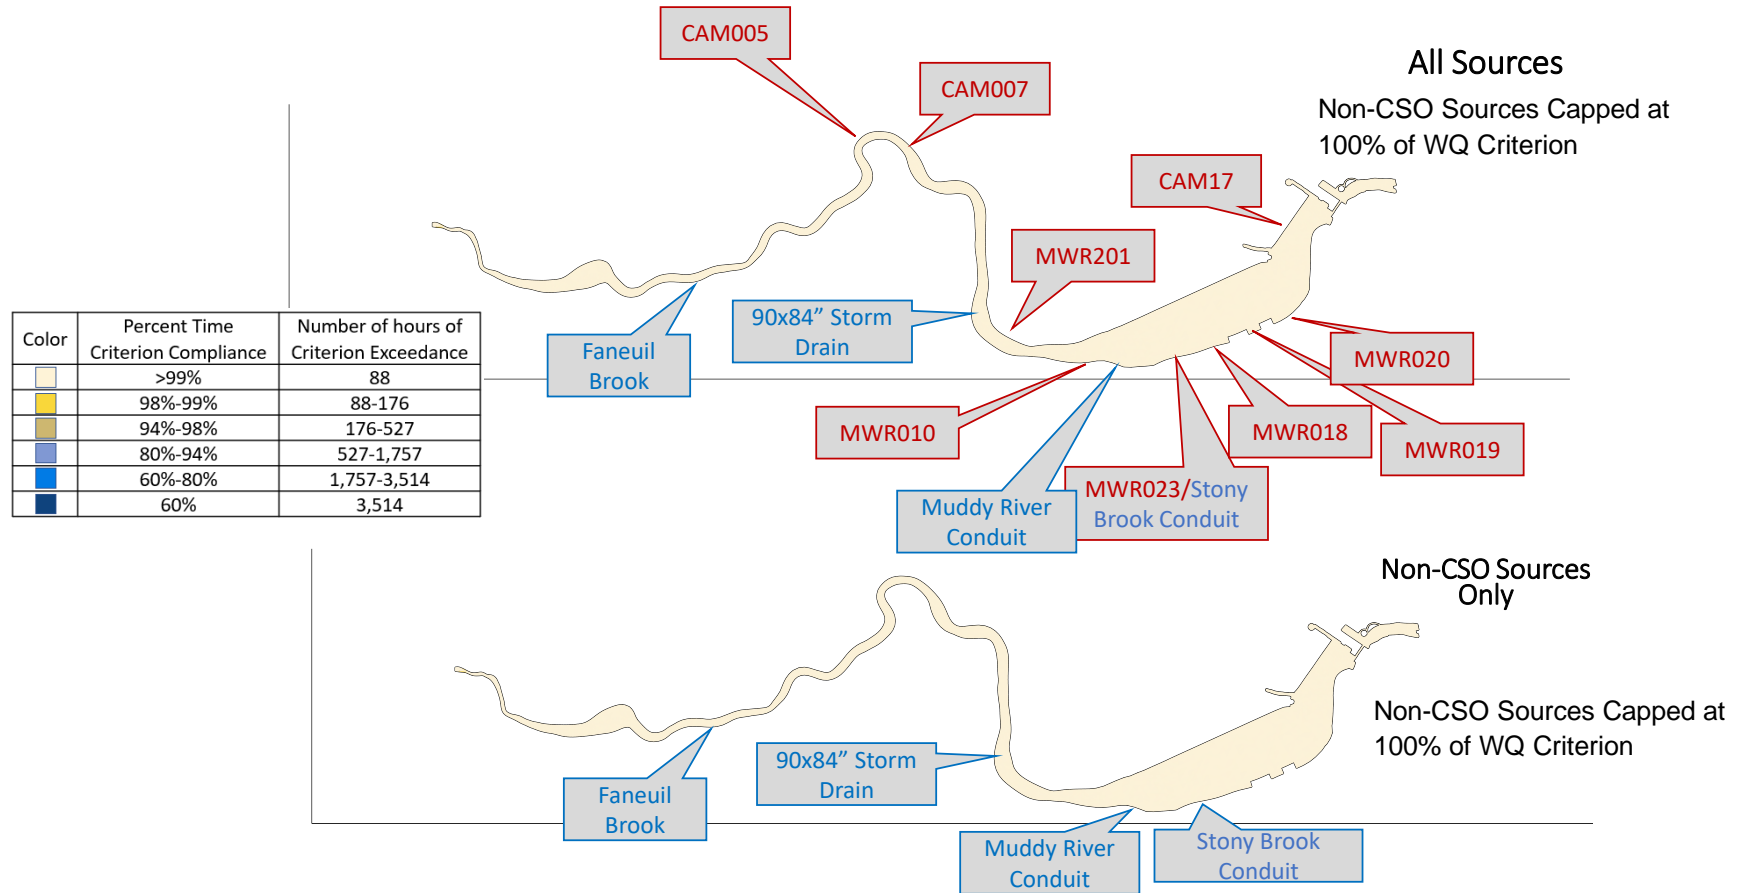 CAM005
All Sources
CAM007
Non-CSO Sources Capped at
100% of WQ Criterion
CAM17
MWR201
90x84” Storm
Drain
Faneuil
Brook
MWR020
MWR010
MWR018
MWR019
MWR023/Stony
Brook Conduit
Muddy River
Conduit
Color Percent Time Criterion Compliance Number of hours of Criterion Exceedance
>99% 88
98%-99% 88-176
94%-98% 176-527
80%-94% 527-1,757
60%-80% 1,757-3,514
60% 3,514
Non-CSO Sources
Only
Non-CSO Sources Capped at
100% of WQ Criterion
90x84” Storm
Drain
Faneuil
Brook
Muddy River
Conduit
Stony Brook
Conduit